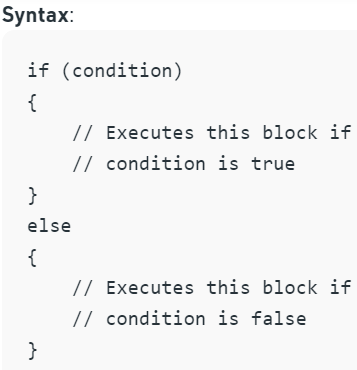 Syntax:
if (condition)
{
    // Executes this block if
    // condition is true
}
else
{
    // Executes this block if
    // condition is false
}